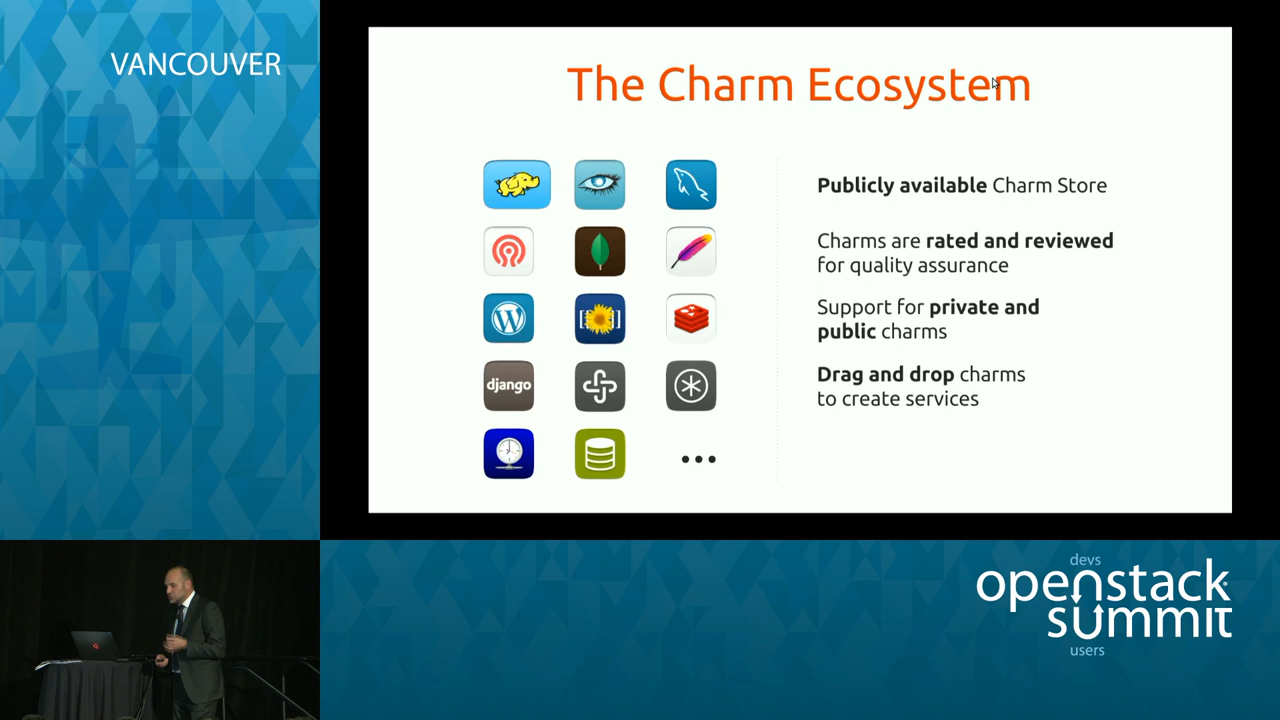 VANCOUVER
The Charm Ecosystem
Publicly available Charm Store
Charms are rated and reviewed
for quality assurance
Support for private and
public charms
Drag and drop charms
to create services
django
devs
openstack
summit
users